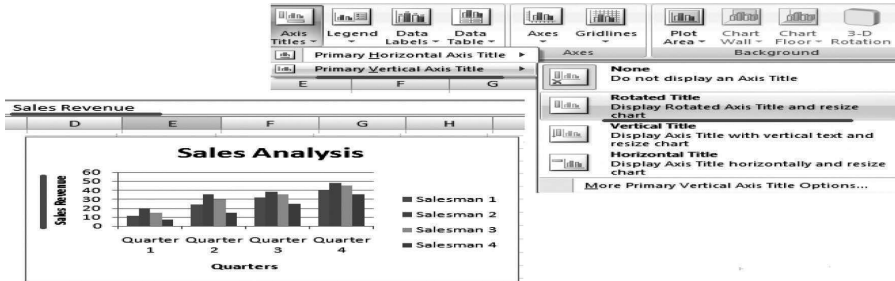 Axis Titles Legend Data Labels Data Table Axes Gridlines Plot Area Chart Wall Chart Floor 3-D Rotation
Axes Background
Primary Horizontal Axis Title
Primary Vertical Axis Title
E F G
None
Do not display an Axis Title
Rotated Title
Display Rotated Axis Title and resize
chart
Vertical Title
Display Axis Title with vertical text and
resize chart
Horizontal Title
Display Axis Title horizontally and resize
chart
More Primary Vertical Axis Title Options...
Sales Revenue
D E F G H
Sales Analysis
Sales Revenue
60
50
40
30
20
10
0
Quarter 1
Quarter 2
Quarter 3
Quarter 4
Quarters
Salesman 1
Salesman 2
Salesman 3
Salesman 4